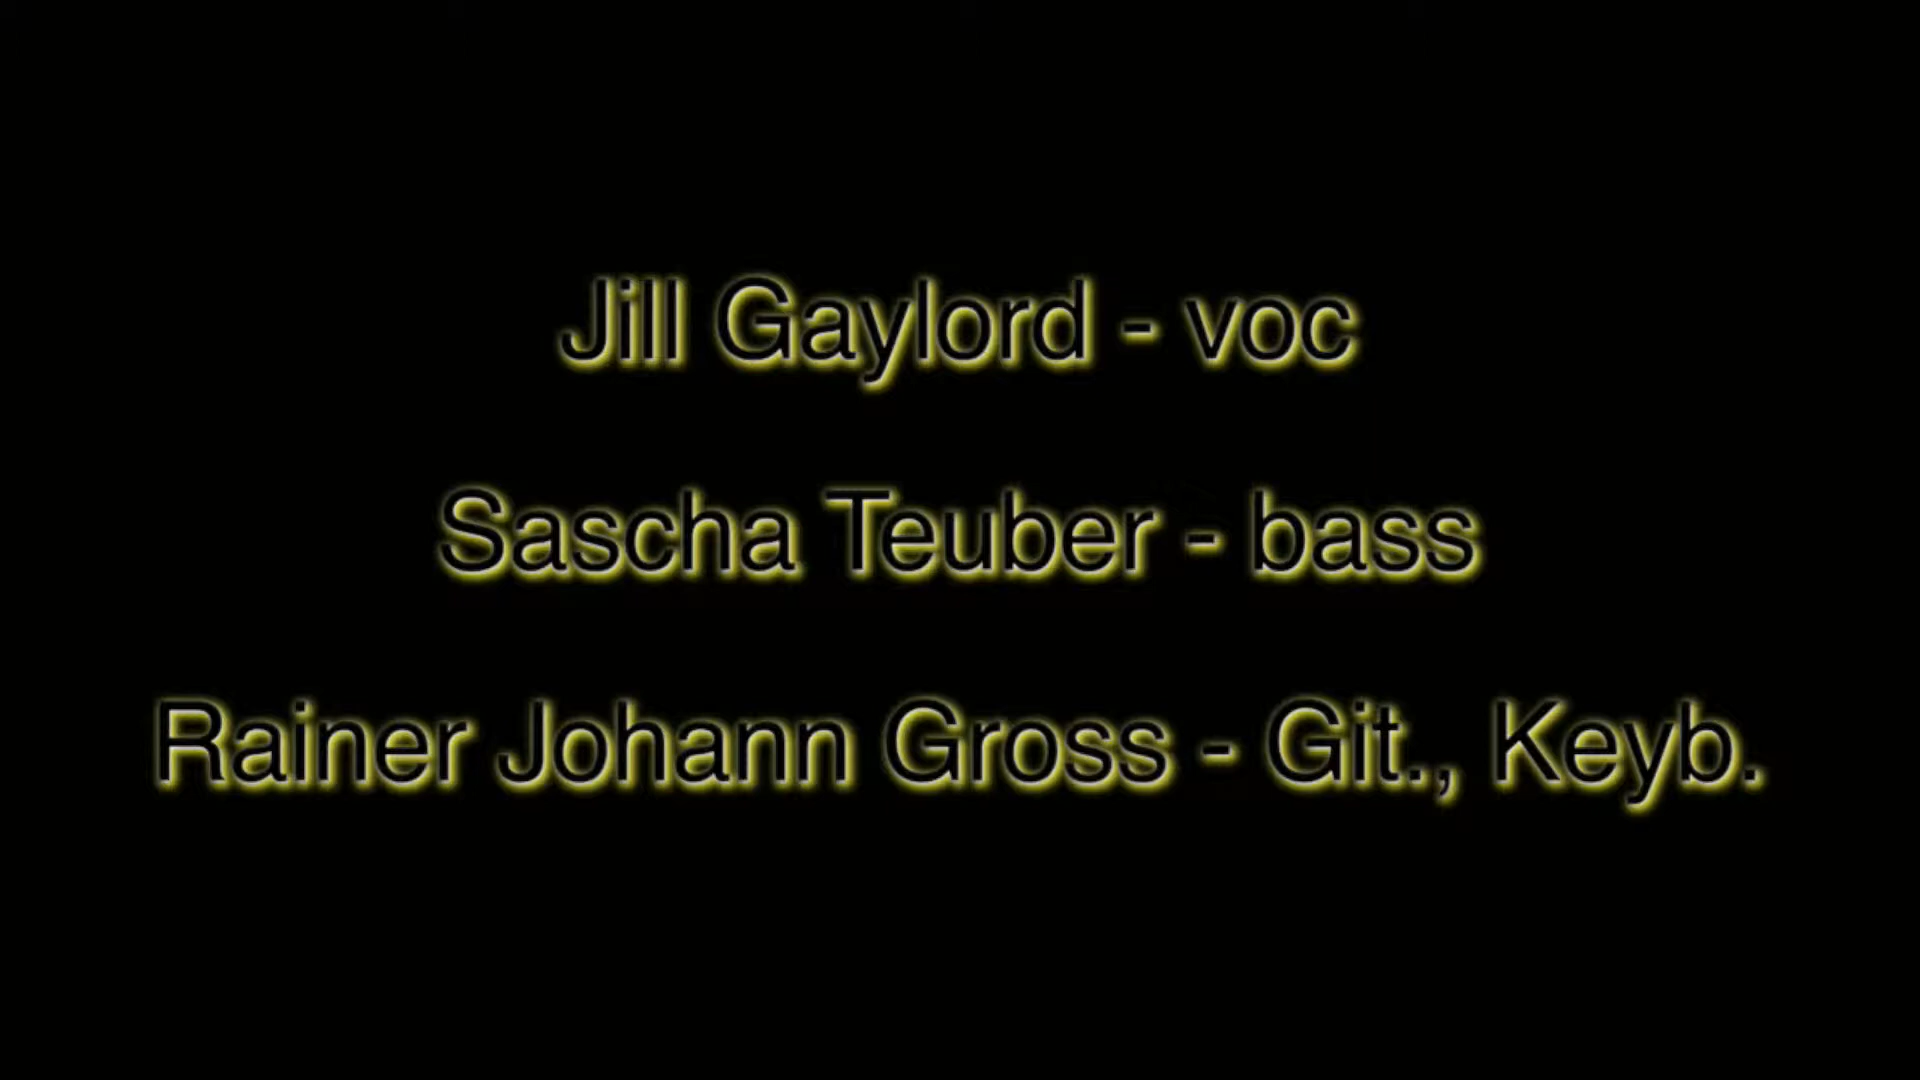 Jill Gaylord - voc
Sascha Teuber - bass
Rainer Johann Gross - Git., Keyb.